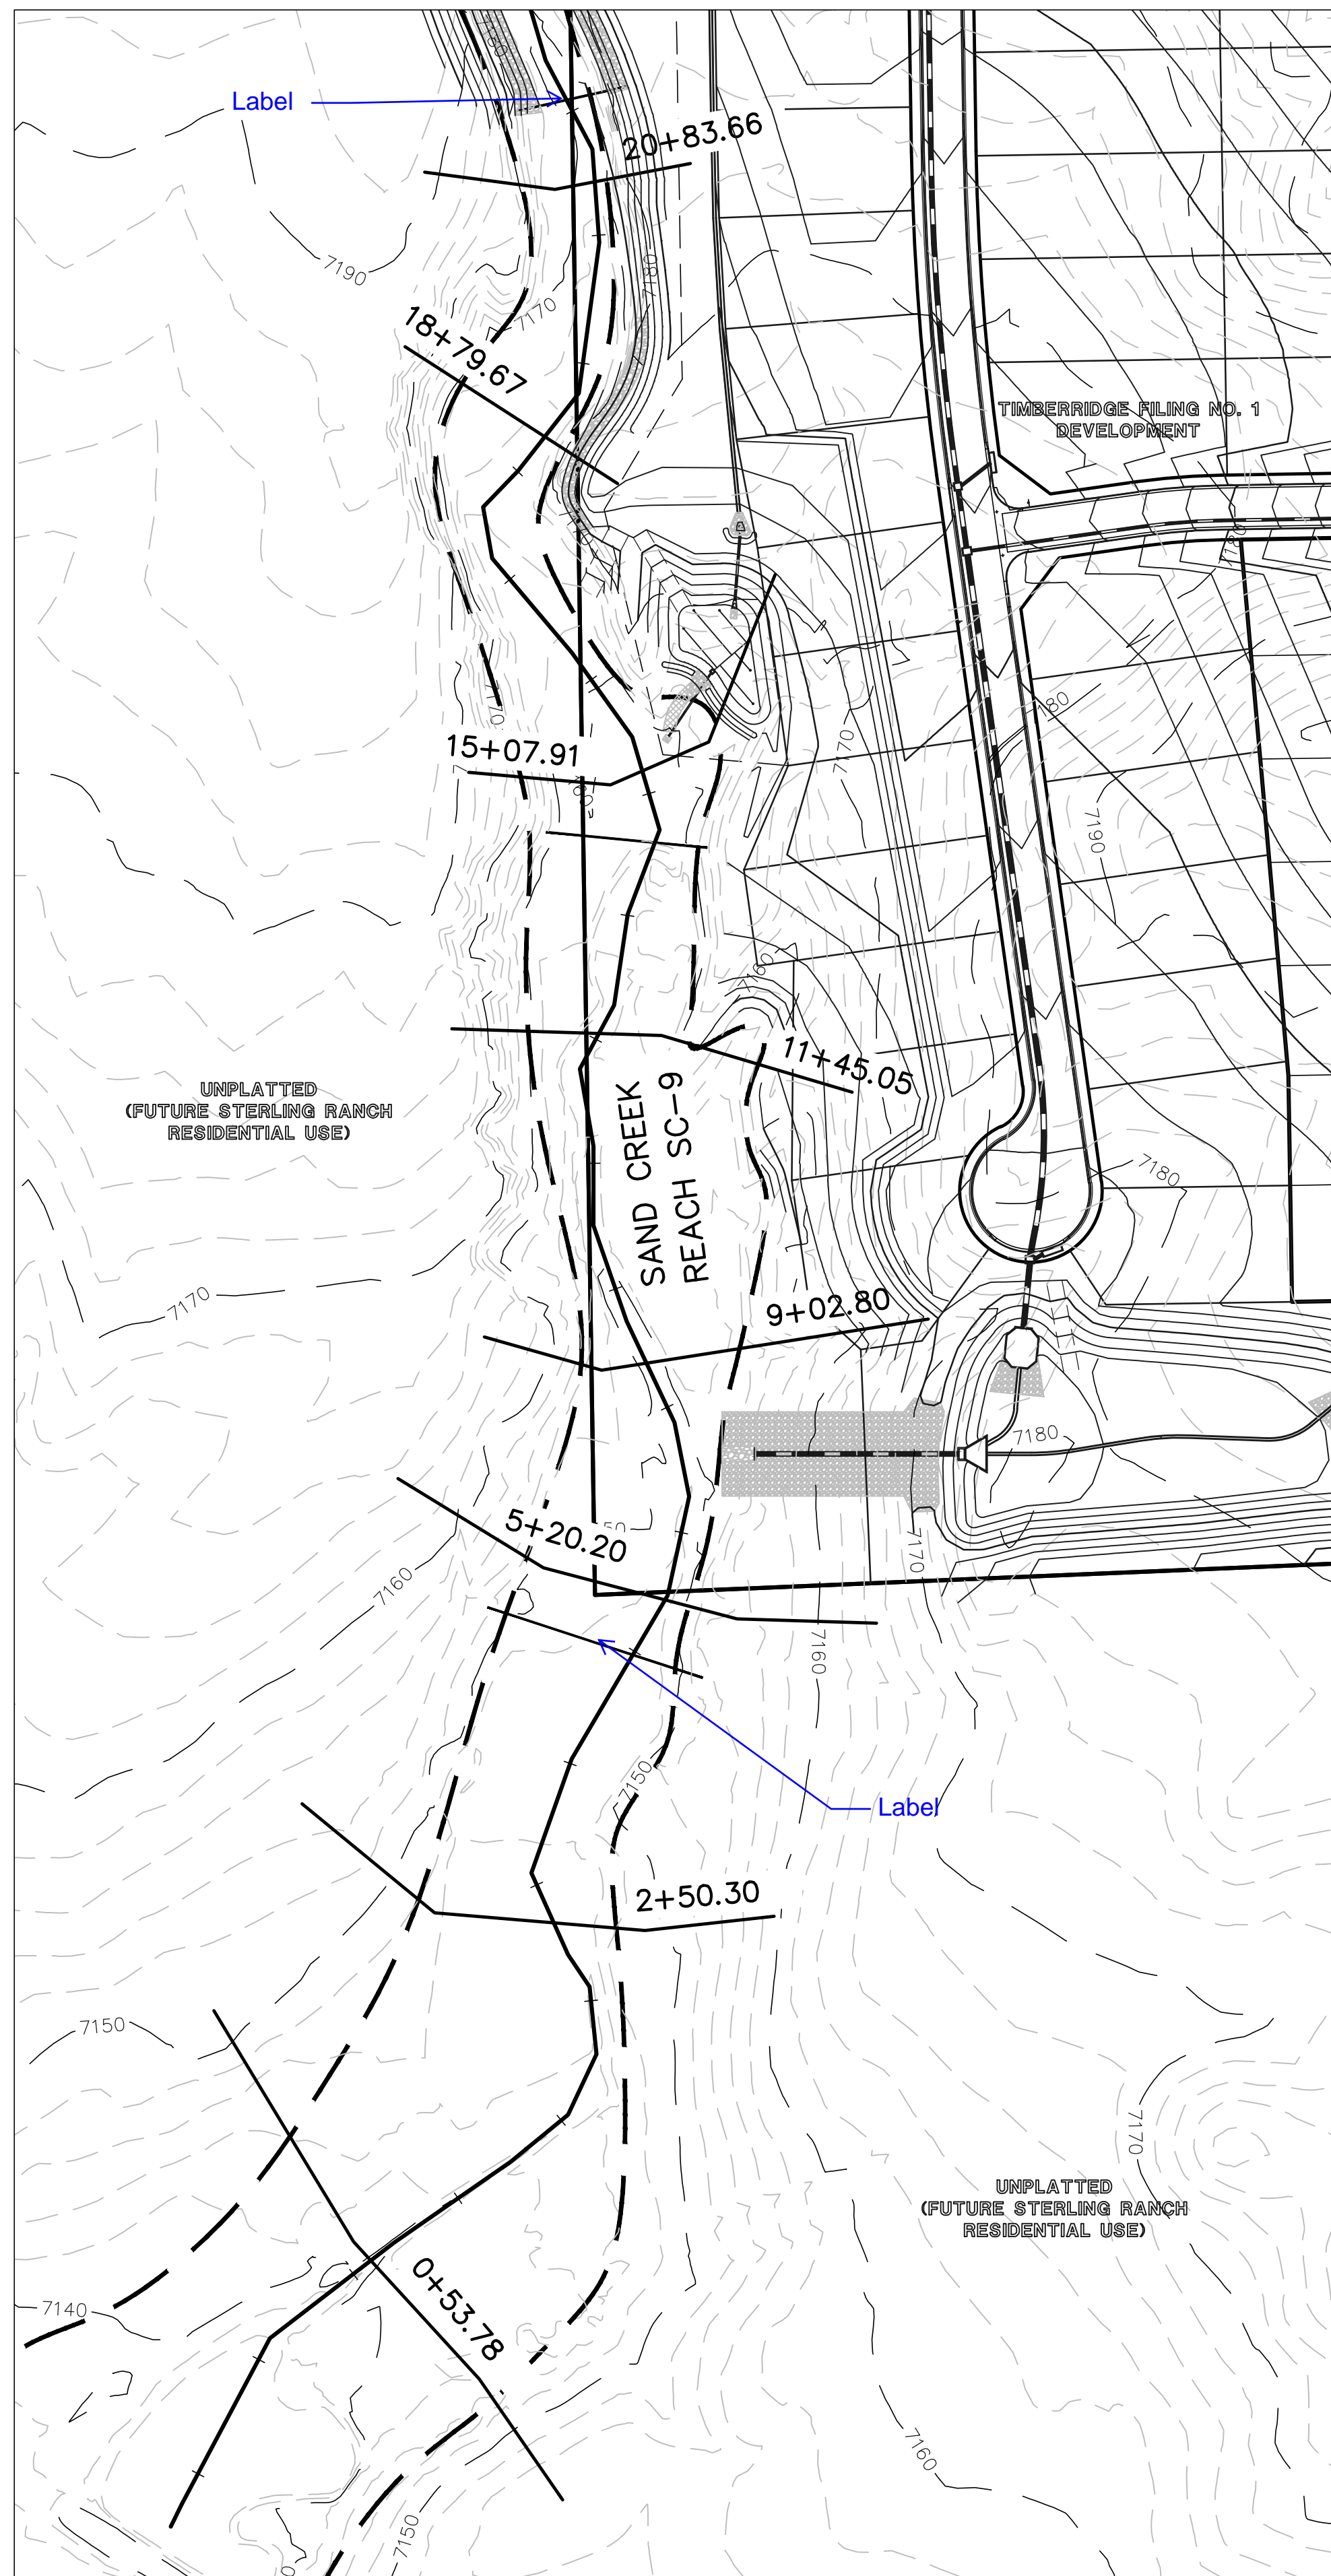 Label
20+83.66
7180
7190
7170
18+79.67
TIMBERRIDGE FILING NO. 1
DEVELOPMENT
7180
7180
15+07.91
7170
7190
7160
11+45.05
UNPLATTED
(FUTURE STERLING RANCH
RESIDENTIAL USE)
SAND CREEK
REACH SC-9
7180
7170
9+02.80
7180
5+20.20
7170
7160
7160
7150
Label
2+50.30
7150
7170
UNPLATTED
(FUTURE STERLING RANCH
RESIDENTIAL USE)
0+53.78
7140
7160
7150